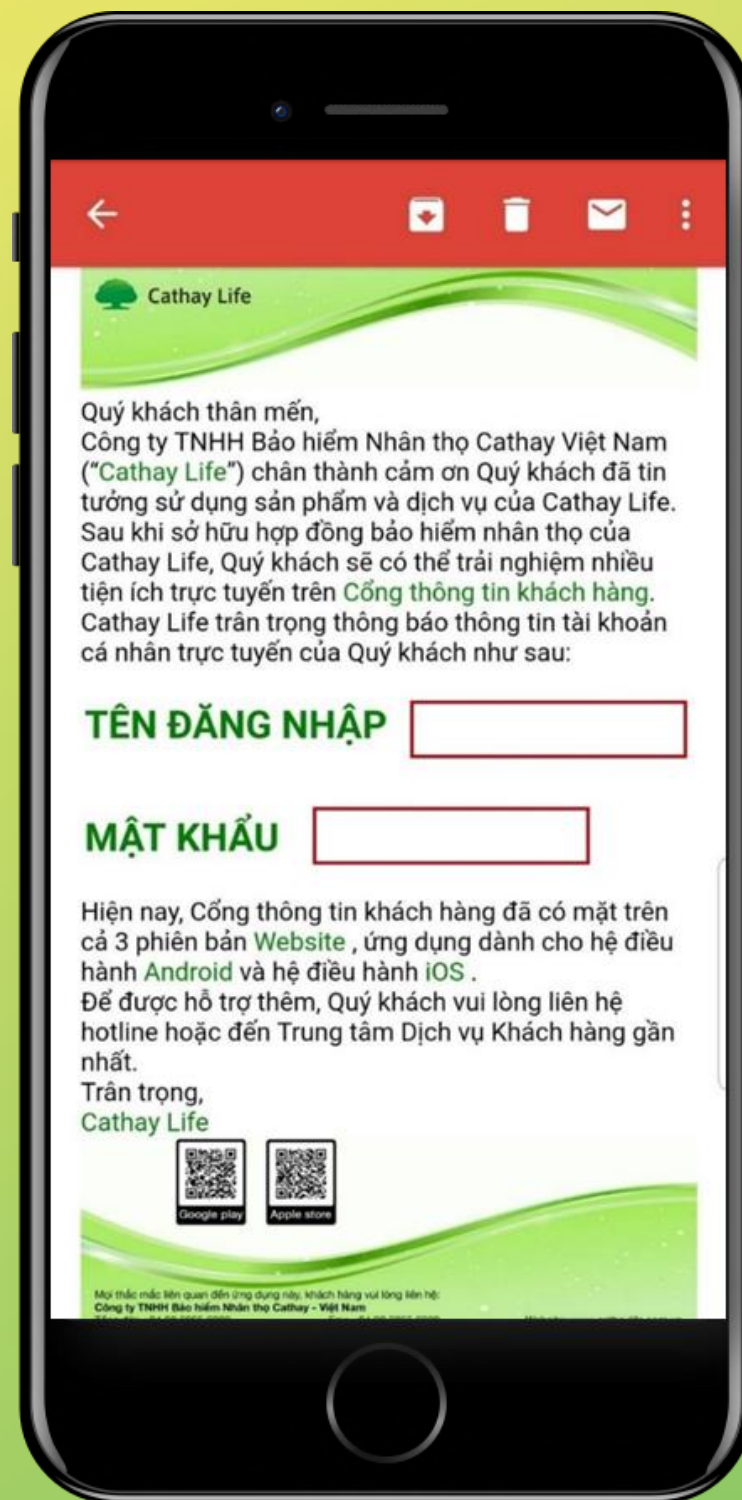 Cathay Life
Quý khách thân mến,
Công ty TNHH Bảo hiểm Nhân thọ Cathay Việt Nam
("Cathay Life") chân thành cảm ơn Quý khách đã tin
tưởng sử dụng sản phẩm và dịch vụ của Cathay Life.
Sau khi sở hữu hợp đồng bảo hiểm nhân thọ của
Cathay Life, Quý khách sẽ có thể trải nghiệm nhiều
tiện ích trực tuyến trên Cổng thông tin khách hàng.
Cathay Life trân trọng thông báo thông tin tài khoản
cá nhân trực tuyến của Quý khách như sau:
TÊN ĐĂNG NHẬP
MẬT KHẨU
Hiện nay, Cổng thông tin khách hàng đã có mặt trên
cả 3 phiên bản Website , ứng dụng dành cho hệ điều
hành Android và hệ điều hành iOS .
Để được hỗ trợ thêm, Quý khách vui lòng liên hệ
hotline hoặc đến Trung tâm Dịch vụ Khách hàng gần
nhất.
Trân trọng,
Cathay Life
Google play
Apple store
Mọi thắc mắc liên quan đến ứng dụng này, khách hàng vui lòng liên hệ:
Công ty TNHH Bảo hiểm Nhân thọ Cathay - Việt Nam